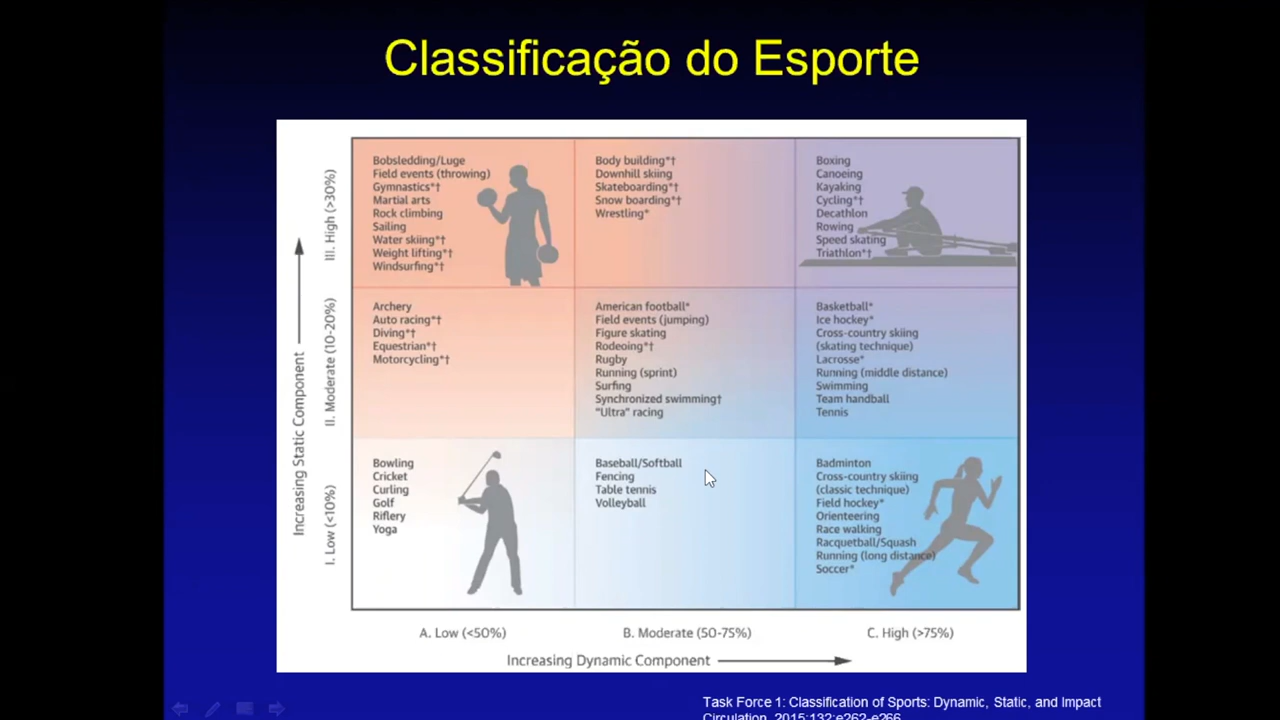 Classificação do Esporte
Increasing Static Component
III. High (>30%)
Bobsledding/Luge
Field events (throwing)
Gymnastics*†
Martial arts
Rock climbing
Sailing
Water skiing*†
Weight lifting*†
Windsurfing*†
Body building*†
Downhill skiing
Skateboarding*†
Snow boarding*†
Wrestling*
Boxing
Canoeing
Kayaking
Cycling*†
Decathlon
Rowing
Speed skating
Triathlon*†
II. Moderate (10-20%)
Archery
Auto racing*†
Diving*†
Equestrian*†
Motorcycling*†
American football*
Field events (jumping)
Figure skating
Rodeoing*†
Rugby
Running (sprint)
Surfing
Synchronized swimming†
“Ultra” racing
Basketball*
Ice hockey*
Cross-country skiing
(skating technique)
Lacrosse*
Running (middle distance)
Swimming
Team handball
Tennis
I. Low (<10%)
Bowling
Cricket
Curling
Golf
Riflery
Yoga
Baseball/Softball
Fencing
Table tennis
Volleyball
Badminton
Cross-country skiing
(classic technique)
Field hockey*
Orienteering
Race walking
Racquetball/Squash
Running (long distance)
Soccer*
A. Low (<50%)
B. Moderate (50-75%)
C. High (>75%)
Increasing Dynamic Component
Task Force 1: Classification of Sports: Dynamic, Static, and Impact
Circulation. 2015;132:e262-e266